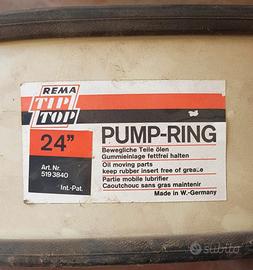 REMA
TIP
TOP
24"
Art. Nr.
519 3840
Int.-Pat.
PUMP-RING
Bewegliche Teile ölen
Gummieinlage fettfrei halten
Oil moving parts
keep rubber insert free of grease
Partie mobile lubrifier
Caoutchouc sans gras maintenir
Made in W.-Germany
subito